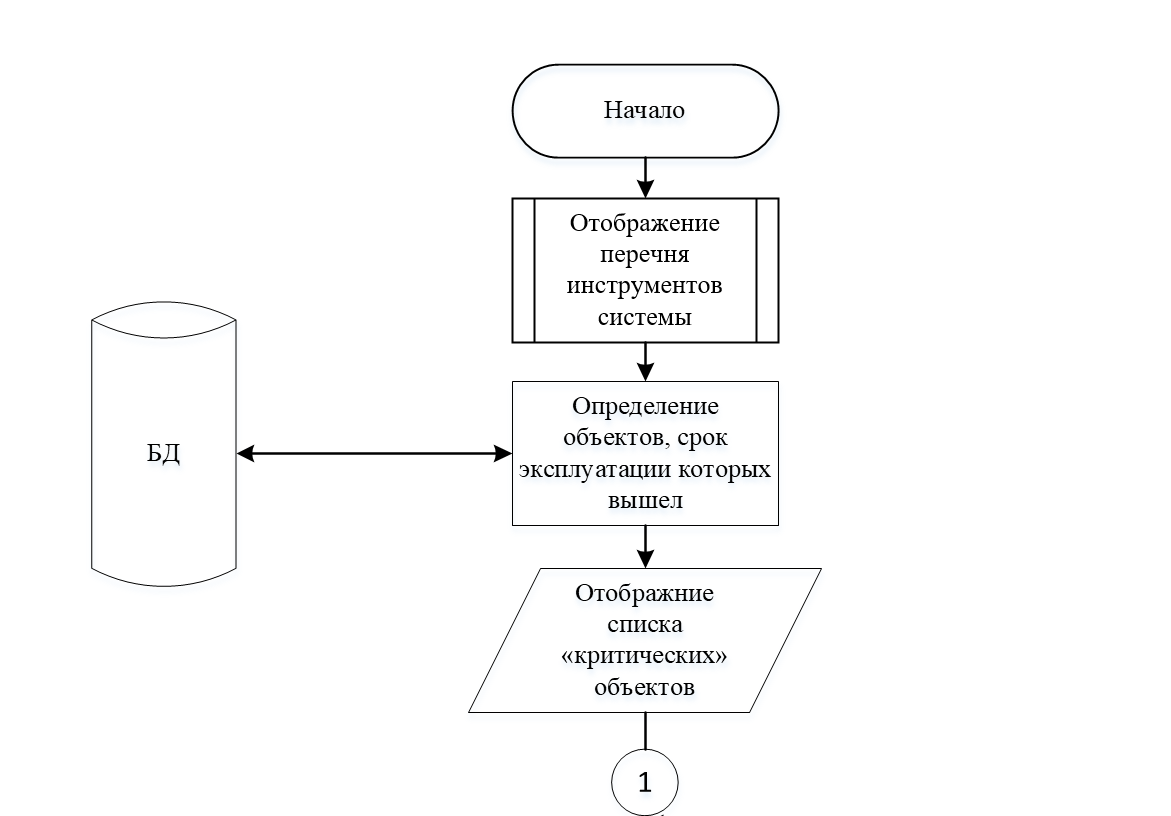 Начало
Отображение
перечня
инструментов
системы
Определение
объектов, срок
эксплуатации которых
вышел
БД
Отображние
списка
«критических»
объектов
1